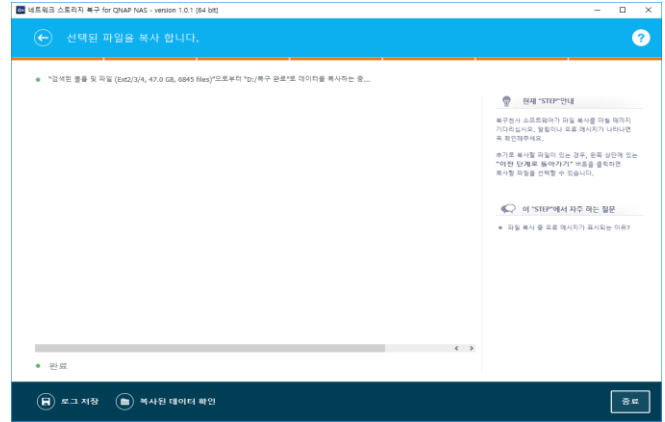 네트워크 스토리지 복구 for QNAP NAS - version 1.0.1 [64 bit]
선택된 파일을 복사 합니다.
?
"검색된 볼륨 및 파일 (Ext2/3/4, 47.0 GB, 6845 files)"으로부터 "D:/복구 완료"로 데이터를 복사하는 중...
현재 "STEP"안내
복구천사 소프트웨어가 파일 복사를 마칠 때까지
기다리십시오. 알림이나 오류 메시지가 나타나면
꼭 확인해주세요.
추가로 복사할 파일이 있는 경우, 왼쪽 상단에 있는
"이전 단계로 돌아가기" 버튼을 클릭하면
복사할 파일을 선택할 수 있습니다.
이 "STEP"에서 자주 하는 질문
파일 복사 중 오류 메시지가 표시되는 이유?
완료
로그 저장
복사된 데이터 확인
종료